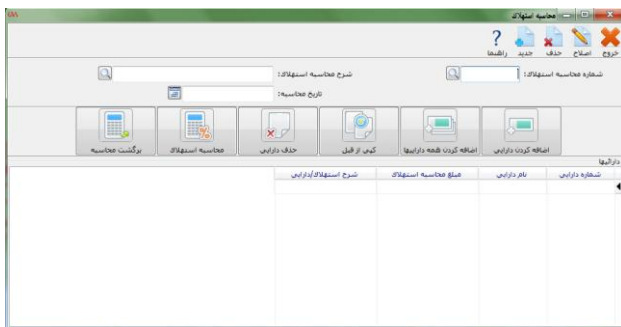 محاسبه استهلاک
خروج اصلاح حذف جدید راهنما
شماره محاسبه استهلاک: شرح محاسبه استهلاک:
تاریخ محاسبه:
اضافه کردن دارایی اضافه کردن همه داراییها کپی از قبل حذف دارایی محاسبه استهلاک برگشت محاسبه
دارائیها
شماره دارایی نام دارایی مبلغ محاسبه استهلاک شرح استهلاک/دارایی